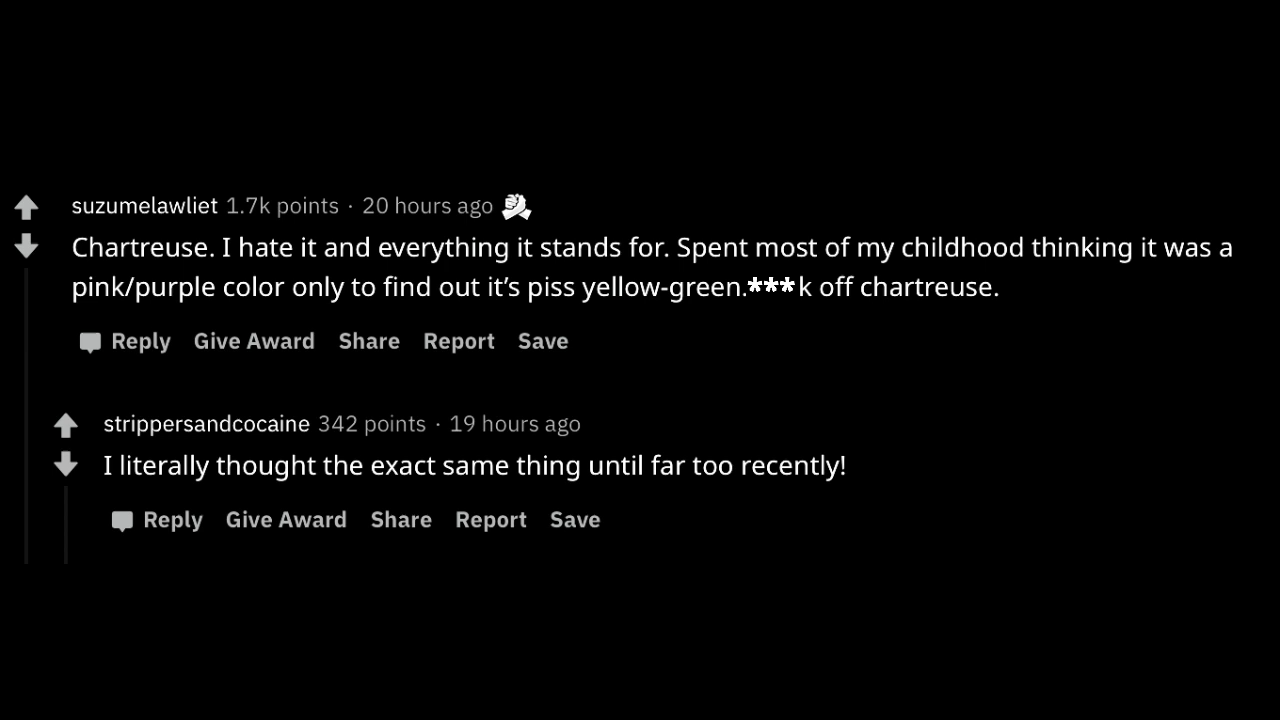 suzumelawliet 1.7k points · 20 hours ago
Chartreuse. I hate it and everything it stands for. Spent most of my childhood thinking it was a
pink/purple color only to find out it’s piss yellow-green.***k off chartreuse.
Reply Give Award Share Report Save
strippersandcocaine 342 points · 19 hours ago
I literally thought the exact same thing until far too recently!
Reply Give Award Share Report Save